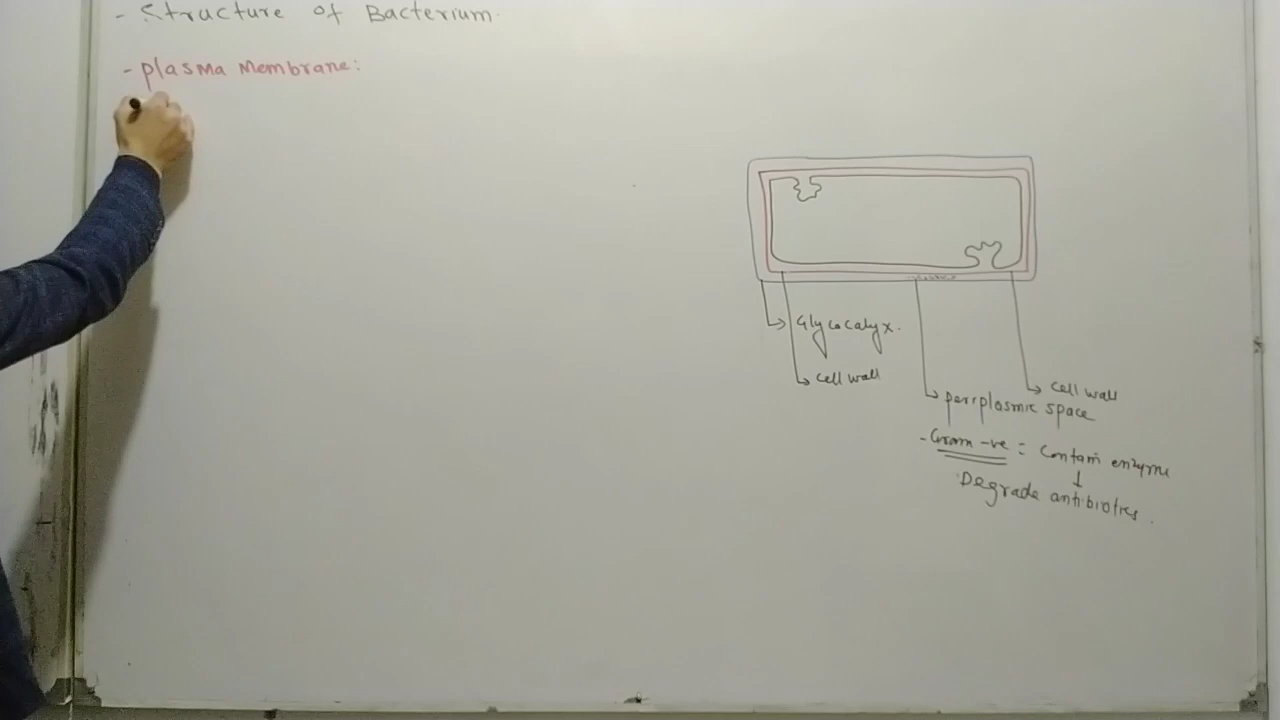 - Structure of Bacterium.
- Plasma Membrane:
Glycocalyx.
cell wall
cell wall
periplasmic space
- Gram -ve = Contain enzyme
↓
Degrade antibiotics.